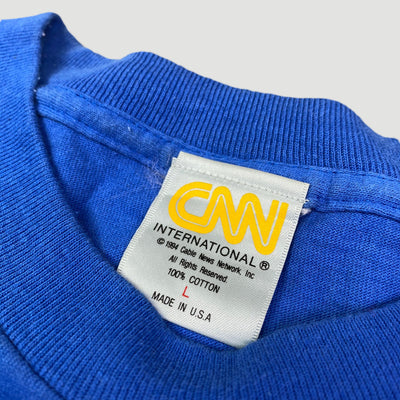 CNN
INTERNATIONAL®
© 1994 Cable News Network, Inc
All Rights Reserved
100% COTTON
L
MADE IN U.S.A